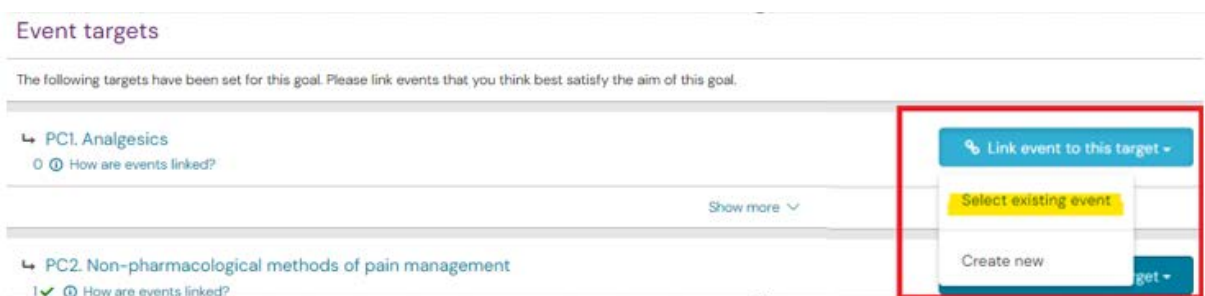 Event targets
The following targets have been set for this goal. Please link events that you think best satisfy the aim of this goal.
↳ PC1. Analgesics
Link event to this target
0 ⓘ How are events linked?
Select existing event
Show more
Create new
↳ PC2. Non-pharmacological methods of pain management
get
1✔ ⓘ How are events linked?